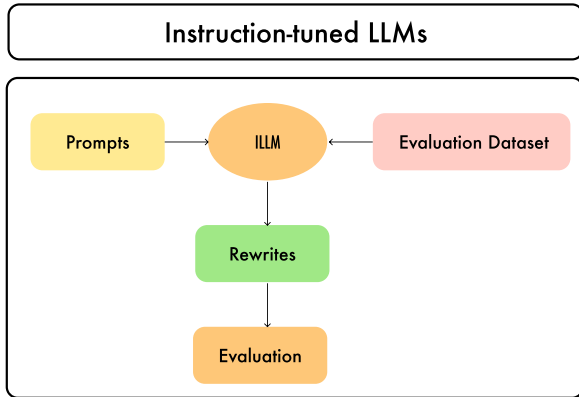 Instruction-tuned LLMs
Prompts
ILLM
Evaluation Dataset
Rewrites
Evaluation